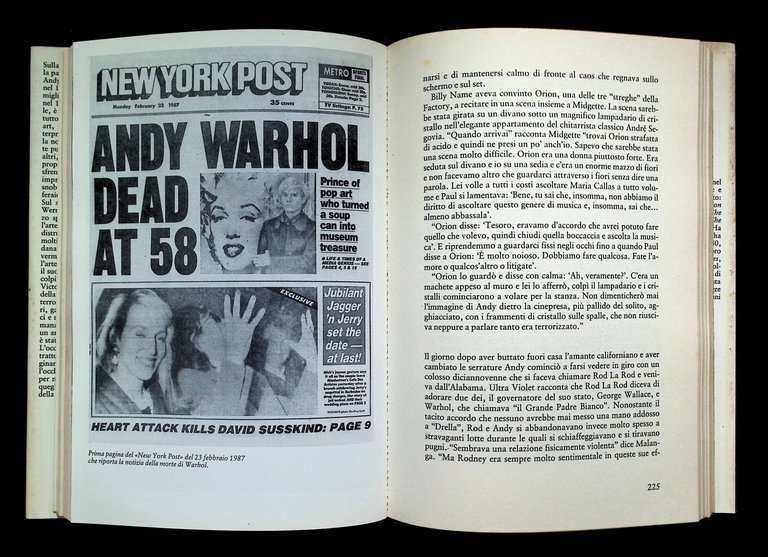 NEW YORK POST
METRO SPORTS FINAL
Monday February 23 1987
35 CENTS
TV listings: P. 75
ANDY WARHOL
DEAD
AT 58
Prince of
pop art
who turned
a soup
can into
museum
treasure
LIFE & TIMES OF A
MEDIA GENIUS — SEE
PAGES 4, 5 & 15
EXCLUSIVE
Jubilant
Jagger
'n Jerry
set the
date —
at last!
HEART ATTACK KILLS DAVID SUSSKIND: PAGE 9
Prima pagina del «New York Post» del 23 febbraio 1987
che riporta la notizia della morte di Warhol.
narsi e di mantenersi calmo di fronte al caos che regnava sullo
schermo e sul set.
Billy Name aveva convinto Orion, una delle tre “streghe” della
Factory, a recitare in una scena insieme a Midgette. La scena sareb-
be stata girata su un divano sotto un magnifico lampadario di cri-
stallo nell'elegante appartamento del chitarrista classico André Se-
govia. “Quando arrivai” racconta Midgette “trovai Orion strafatta
di acido e quindi ne presi un po' anch'io. Sapevo che sarebbe stata
una scena molto difficile. Orion era una donna piuttosto forte. Era
seduta sul divano e io su una sedia e c'era un enorme mazzo di fiori
e non facevamo altro che guardarci attraverso i fiori senza dire una
parola. Lei volle a tutti i costi ascoltare Maria Callas a tutto volu-
me e Paul si lamentava: ‘Bene, tu sai che, insomma, non abbiamo il
diritto di ascoltare questo genere di musica e, insomma, sai che...
almeno abbassala’.
“Orion disse: ‘Tesoro, eravamo d'accordo che avrei potuto fare
quello che volevo, quindi chiudi quella boccaccia e ascolta la musi-
ca’. E riprendemmo a guardarci fissi negli occhi fino a quando Paul
disse a Orion: ‘È molto noioso. Dobbiamo fare qualcosa. Fate l'a-
more o qualcos'altro o litigate’.
“Orion lo guardò e disse con calma: ‘Ah, veramente?’. C'era un
machete appeso al muro e lei lo afferrò, colpì il lampadario e i cri-
stalli cominciarono a volare per la stanza. Non dimenticherò mai
l'immagine di Andy dietro la cinepresa, più pallido del solito, ag-
ghiacciato, con i frammenti di cristallo sulle spalle, che non riusci-
va neppure a parlare tanto era terrorizzato.”
Il giorno dopo aver buttato fuori casa l'amante californiano e aver
cambiato le serrature Andy cominciò a farsi vedere in giro con un
colosso diciannovenne che si faceva chiamare Rod La Rod e veni-
va dall'Alabama. Ultra Violet racconta che Rod La Rod diceva di
adorare due dei, il governatore del suo stato, George Wallace, e
Warhol, che chiamava “il Grande Padre Bianco”. Nonostante il
tacito accordo che nessuno avrebbe mai messo una mano addosso
a “Drella”, Rod e Andy si abbandonavano invece molto spesso a
stravaganti lotte durante le quali si schiaffeggiavano e si tiravano
pugni. “Sembrava una relazione fisicamente violenta” dice Malan-
ga. “Ma Rodney era sempre molto sentimentale in queste sue ef-
225